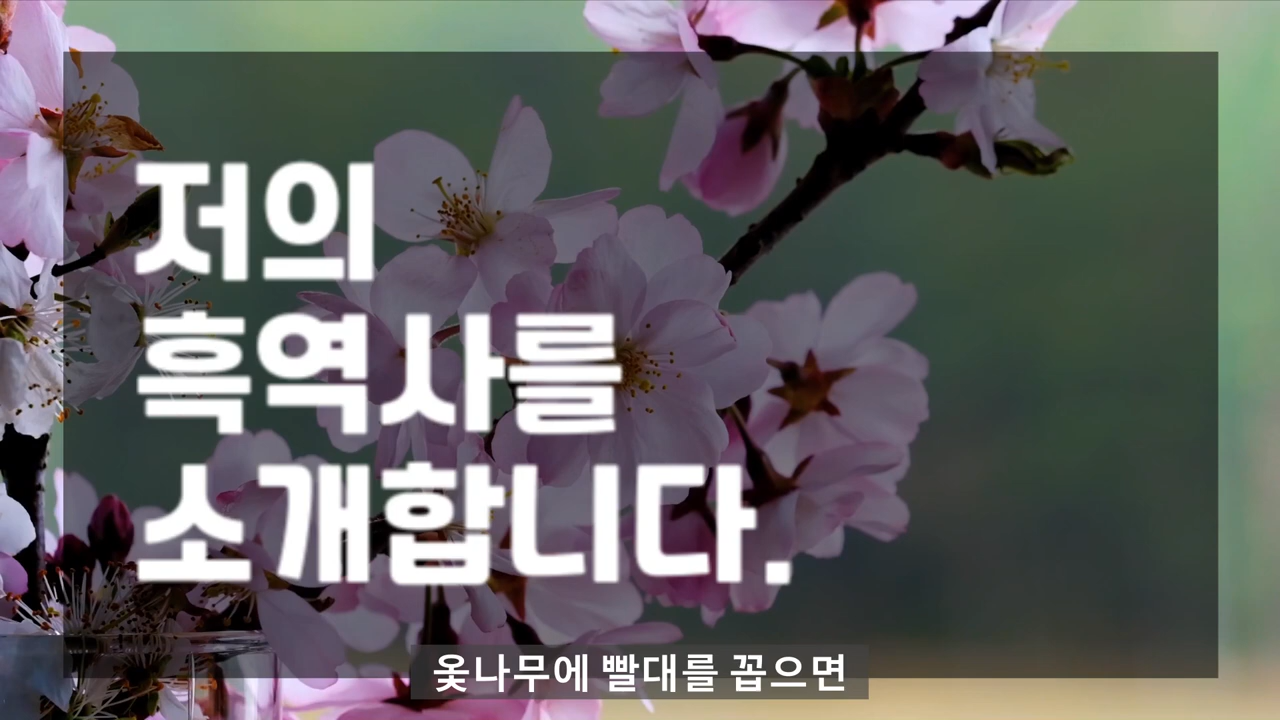 저의
흑역사를
소개합니다.
옻나무에 빨대를 꼽으면